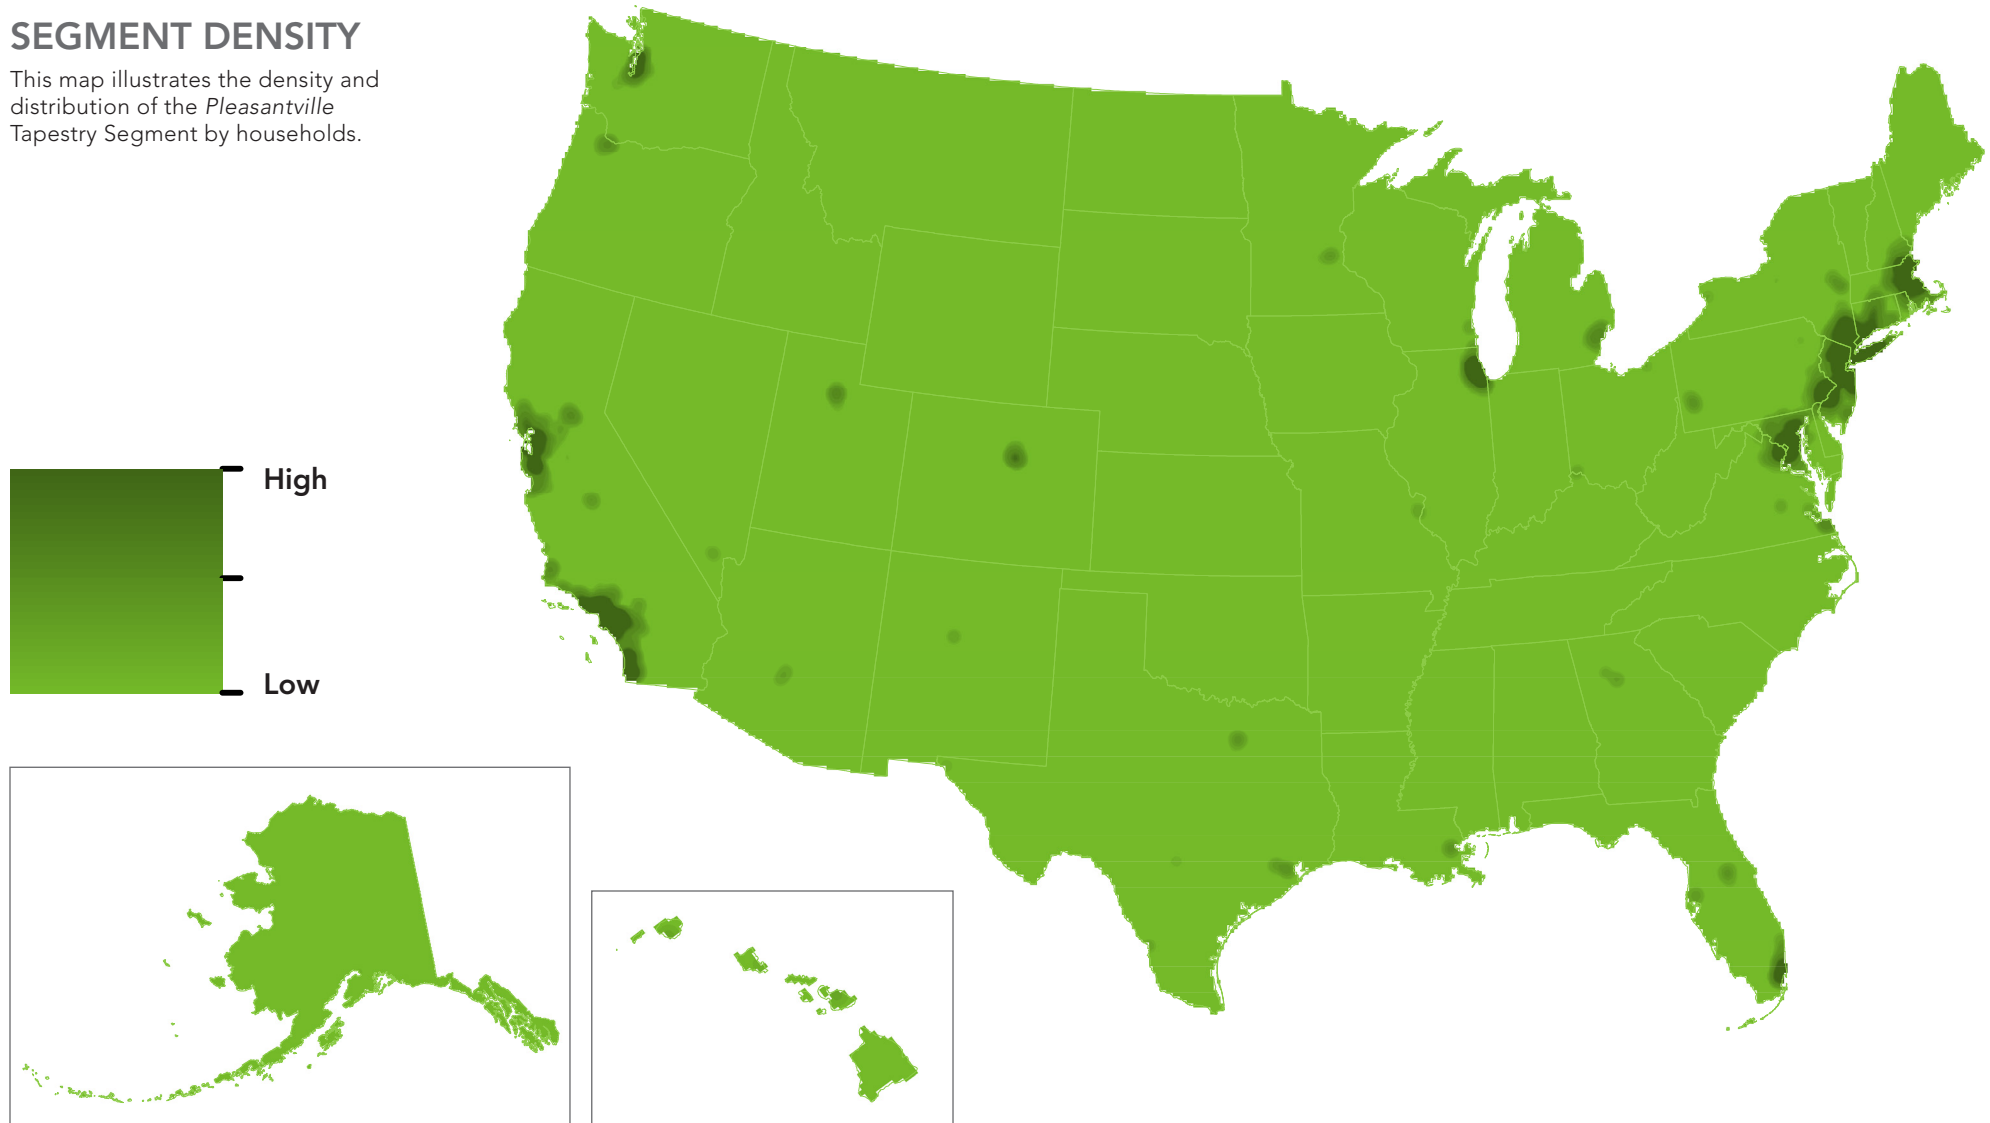 SEGMENT DENSITY
This map illustrates the density and
distribution of the Pleasantville
Tapestry Segment by households.
High
Low